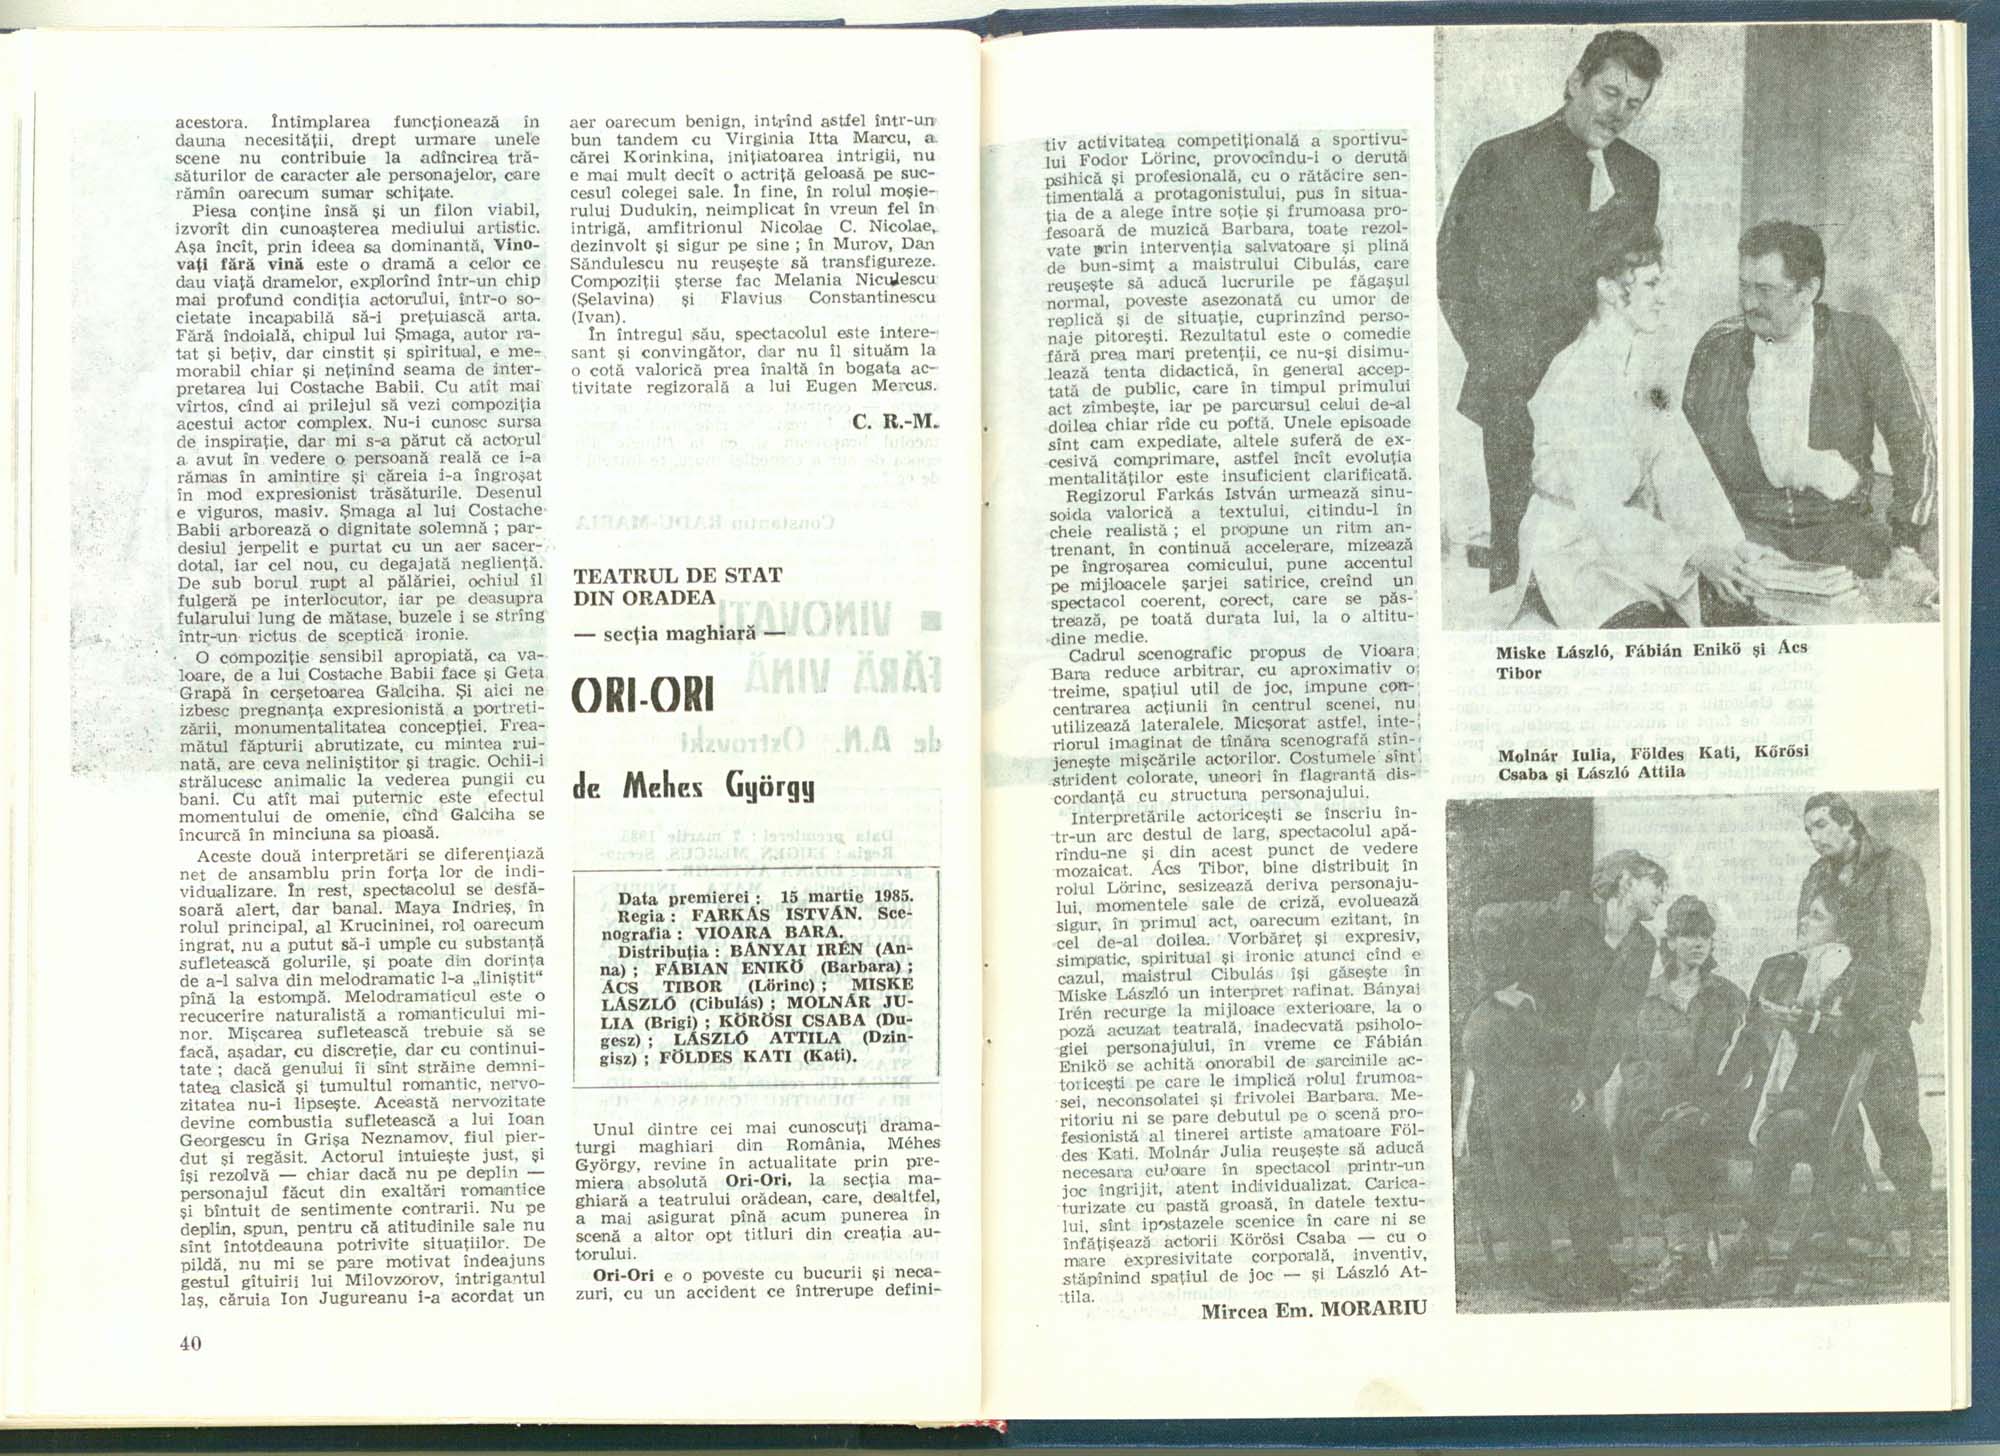 acestora. Întîmplarea funcționează în
dauna necesității, drept urmare unele
scene nu contribuie la adîncirea tră-
săturilor de caracter ale personajelor, care
rămîn oarecum sumar schițate.
Piesa conține însă și un filon viabil,
izvorît din cunoașterea mediului artistic.
Așa încît, prin ideea sa dominantă, Vino-
vați fără vină este o dramă a celor ce
dau viață dramelor, explorînd într-un chip
mai profund condiția actorului, într-o so-
cietate incapabilă să-i prețuiască arta.
Fără îndoială, chipul lui Șmaga, autor ra-
tat și bețiv, dar cinstit și spiritual, e me-
morabil chiar și neținînd seama de inter-
pretarea lui Costache Babii. Cu atît mai
vîrtos, cînd ai prilejul să vezi compoziția
acestui actor complex. Nu-i cunosc sursa
de inspirație, dar mi s-a părut că actorul
a avut în vedere o persoană reală ce i-a
rămas în amintire și căreia i-a îngroșat
în mod expresionist trăsăturile. Desenul
e viguros, masiv. Șmaga al lui Costache
Babii arborează o dignitate solemnă ; par-
desiul jerpelit e purtat cu un aer sacer-
dotal, iar cel nou, cu degajată neglijență.
De sub borul rupt al pălăriei, ochiul îl
fulgeră pe interlocutor, iar pe deasupra
fularului lung de mătase, buzele i se strîng
într-un rictus de sceptică ironie.
O compoziție sensibil apropiată, ca va-
loare, de a lui Costache Babii face și Geta
Grapă în cerșetoarea Galciha. Și aici ne
izbesc pregnanța expresionistă a portreti-
zării, monumentalitatea concepției. Frea-
mătul făpturii abrutizate, cu mintea rui-
nată, are ceva neliniștitor și tragic. Ochii-i
strălucesc animalic la vederea pungii cu
bani. Cu atît mai puternic este efectul
momentului de omenie, cînd Galciha se
încurcă în minciuna sa pioasă.
Aceste două interpretări se diferențiază
net de ansamblu prin forța lor de indi-
vidualizare. În rest, spectacolul se desfă-
soară alert, dar banal. Maya Indrieș, în
rolul principal, al Krucininei, rol oarecum
ingrat, nu a putut să-i umple cu substanță
sufletească golurile, și poate din dorința
de a-l salva din melodramatic l-a „liniștit“
pînă la estompă. Melodramaticul este o
recucerire naturalistă a romanticului mi-
nor. Mișcarea sufletească trebuie să se
facă, așadar, cu discreție, dar cu continui-
tate ; dacă genului îi sînt străine demni-
tatea clasică și tumultul romantic, nervo-
zitatea nu-i lipsește. Această nervozitate
devine combustia sufletească a lui Ioan
Georgescu în Grișa Neznamov, fiul pier-
dut și regăsit. Actorul intuiește just, și
își rezolvă — chiar dacă nu pe deplin —
personajul făcut din exaltări romantice
și bîntuit de sentimente contrarii. Nu pe
deplin, spun, pentru că atitudinile sale nu
sînt întotdeauna potrivite situațiilor. De
pildă, nu mi se pare motivat îndeajuns
gestul gîtuirii lui Milovzorov, intrigantul
laș, căruia Ion Jugureanu i-a acordat un
40
aer oarecum benign, intrînd astfel într-un
bun tandem cu Virginia Itta Marcu, a
cărei Korinkina, inițiatoarea intrigii, nu
e mai mult decît o actriță geloasă pe suc-
cesul colegei sale. În fine, în rolul moșie-
rului Dudukin, neimplicat în vreun fel în
intrigă, amfitrionul Nicolae C. Nicolae,
dezinvolt și sigur pe sine ; în Murov, Dan
Săndulescu nu reușește să transfigureze.
Compoziții șterse fac Melania Niculescu
(Șelavina) și Flavius Constantinescu
(Ivan).
În întregul său, spectacolul este intere-
sant și convingător, dar nu îl situăm la
o cotă valorică prea înaltă în bogata ac-
tivitate regizorală a lui Eugen Mercus.
C. R.-M.
TEATRUL DE STAT
DIN ORADEA
— secția maghiară —
ORI-ORI
de Mehes György
Data premierei : 15 martie 1985.
Regia : FARKÁS ISTVÁN. Sce-
nografia : VIOARA BARA.
Distribuția : BÁNYAI IRÉN (An-
na) ; FÁBIÁN ENIKÖ (Barbara) ;
ÁCS TIBOR (Lörinc) ; MISKE
LÁSZLÓ (Cibulás) ; MOLNÁR JU-
LIA (Brigi) ; KÖRÖSI CSABA (Du-
gesz) ; LÁSZLÓ ATTILA (Dzin-
gisz) ; FÖLDES KATI (Kati).
Unul dintre cei mai cunoscuți drama-
turgi maghiari din România, Méhes
György, revine în actualitate prin pre-
miera absolută Ori-Ori, la secția ma-
ghiară a teatrului orădean, care, dealtfel,
a mai asigurat pînă acum punerea în
scenă a altor opt titluri din creația au-
torului.
Ori-Ori e o poveste cu bucurii și neca-
zuri, cu un accident ce întrerupe defini-
tiv activitatea competițională a sportivu-
lui Fodor Lörinc, provocîndu-i o derută
psihică și profesională, cu o rătăcire sen-
timentală a protagonistului, pus în situa-
ția de a alege între soție și frumoasa pro-
fesoară de muzică Barbara, toate rezol-
vate prin intervenția salvatoare și plină
de bun-simț a maistrului Cibulás, care
reușește să aducă lucrurile pe făgașul
normal, poveste asezonată cu umor de
replică și de situație, cuprinzînd perso-
naje pitorești. Rezultatul este o comedie
fără prea mari pretenții, ce nu-și disimu-
lează tenta didactică, în general accep-
tată de public, care în timpul primului
act zîmbește, iar pe parcursul celui de-al
doilea chiar rîde cu poftă. Unele episoade
sînt cam expediate, altele suferă de ex-
cesivă comprimare, astfel încît evoluția
mentalităților este insuficient clarificată.
Regizorul Farkás István urmează sinu-
soida valorică a textului, citindu-l în
cheie realistă ; el propune un ritm an-
trenant, în continuă accelerare, mizează
pe îngroșarea comicului, pune accentul
pe mijloacele șarjei satirice, creînd un
spectacol coerent, corect, care se păs-
trează, pe toată durata lui, la o altitu-
dine medie.
Cadrul scenografic propus de Vioara
Bara reduce arbitrar, cu aproximativ o
treime, spațiul util de joc, impune con-
centrarea acțiunii în centrul scenei, nu
utilizează lateralele. Micșorat astfel, inte-
riorul imaginat de tînăra scenografă stîn-
jenește mișcările actorilor. Costumele sînt
strident colorate, uneori în flagrantă dis-
cordanță cu structura personajului.
Interpretările actoricești se înscriu în-
tr-un arc destul de larg, spectacolul apă-
rîndu-ne și din acest punct de vedere
mozaicat. Ács Tibor, bine distribuit în
rolul Lörinc, sesizează deriva personaju-
lui, momentele sale de criză, evoluează
sigur, în primul act, oarecum ezitant, în
cel de-al doilea. Vorbăreț și expresiv,
simpatic, spiritual și ironic atunci cînd e
cazul, maistrul Cibulás își găsește în
Miske László un interpret rafinat. Bányai
Irén recurge la mijloace exterioare, la o
poză acuzat teatrală, inadecvată psiholo-
giei personajului, în vreme ce Fábián
Enikö se achită onorabil de sarcinile ac-
toricești pe care le implică rolul frumoa-
sei, neconsolatei și frivolei Barbara. Me-
ritoriu ni se pare debutul pe o scenă pro-
fesionistă al tinerei artiste amatoare Föl-
des Kati. Molnár Julia reușește să aducă
necesara culoare în spectacol printr-un
joc îngrijit, atent individualizat. Carica-
turizate cu pastă groasă, în datele textu-
lui, sînt ipostazele scenice în care ni se
înfățișează actorii Körösi Csaba — cu o
mare expresivitate corporală, inventiv,
stăpînind spațiul de joc — și László At-
tila.
Mircea Em. MORARIU
Miske László, Fábián Enikö și Ács
Tibor
Molnár Iulia, Földes Kati, Kőrösi
Csaba și László Attila